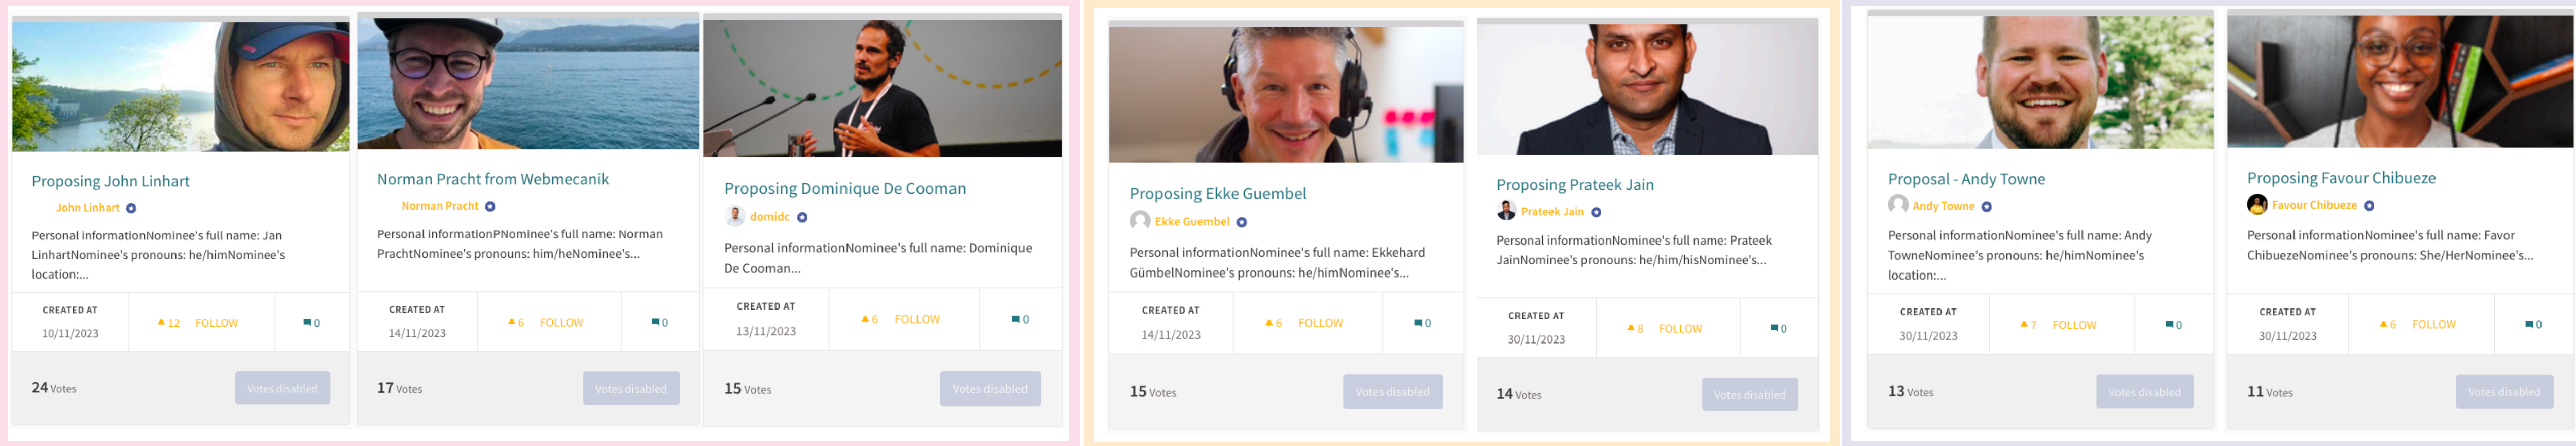 Proposing John Linhart
John Linhart
Personal informationNominee's full name: Jan
LinhartNominee's pronouns: he/himNominee's
location:...
CREATED AT
10/11/2023
12 FOLLOW
0
24 Votes
Votes disabled
Norman Pracht from Webmecanik
Norman Pracht
Personal informationPNominee's full name: Norman
PrachtNominee's pronouns: him/heNominee's...
CREATED AT
14/11/2023
6 FOLLOW
0
17 Votes
Votes disabled
Proposing Dominique De Cooman
domidc
Personal informationNominee's full name: Dominique
De Cooman...
CREATED AT
13/11/2023
6 FOLLOW
0
15 Votes
Votes disabled
Proposing Ekke Guembel
Ekke Guembel
Personal informationNominee's full name: Ekkehard
GümbelNominee's pronouns: he/himNominee's...
CREATED AT
14/11/2023
6 FOLLOW
0
15 Votes
Votes disabled
Proposing Prateek Jain
Prateek Jain
Personal informationNominee's full name: Prateek
JainNominee's pronouns: he/him/hisNominee's...
CREATED AT
30/11/2023
8 FOLLOW
0
14 Votes
Votes disabled
Proposal - Andy Towne
Andy Towne
Personal informationNominee's full name: Andy
TowneNominee's pronouns: he/himNominee's
location:...
CREATED AT
30/11/2023
7 FOLLOW
0
13 Votes
Votes disabled
Proposing Favour Chibueze
Favour Chibueze
Personal informationNominee's full name: Favor
ChibuezeNominee's pronouns: She/HerNominee's...
CREATED AT
30/11/2023
6 FOLLOW
0
11 Votes
Votes disabled